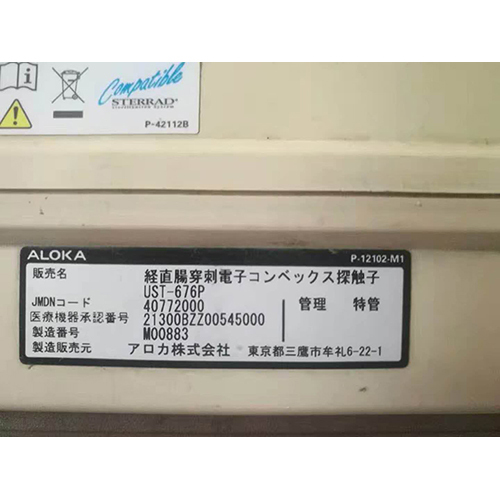 Compatible
STERRAD®
STERILIZATION SYSTEM
P-42112B
ALOKA P-12102-M1
販売名 経直腸穿刺電子コンベックス探触子
UST-676P
JMDNコード 40772000 管理 特管
医療機器承認番号 21300BZZ00545000
製造番号 M00883
製造販売元 アロカ株式会社 東京都三鷹市牟礼6-22-1